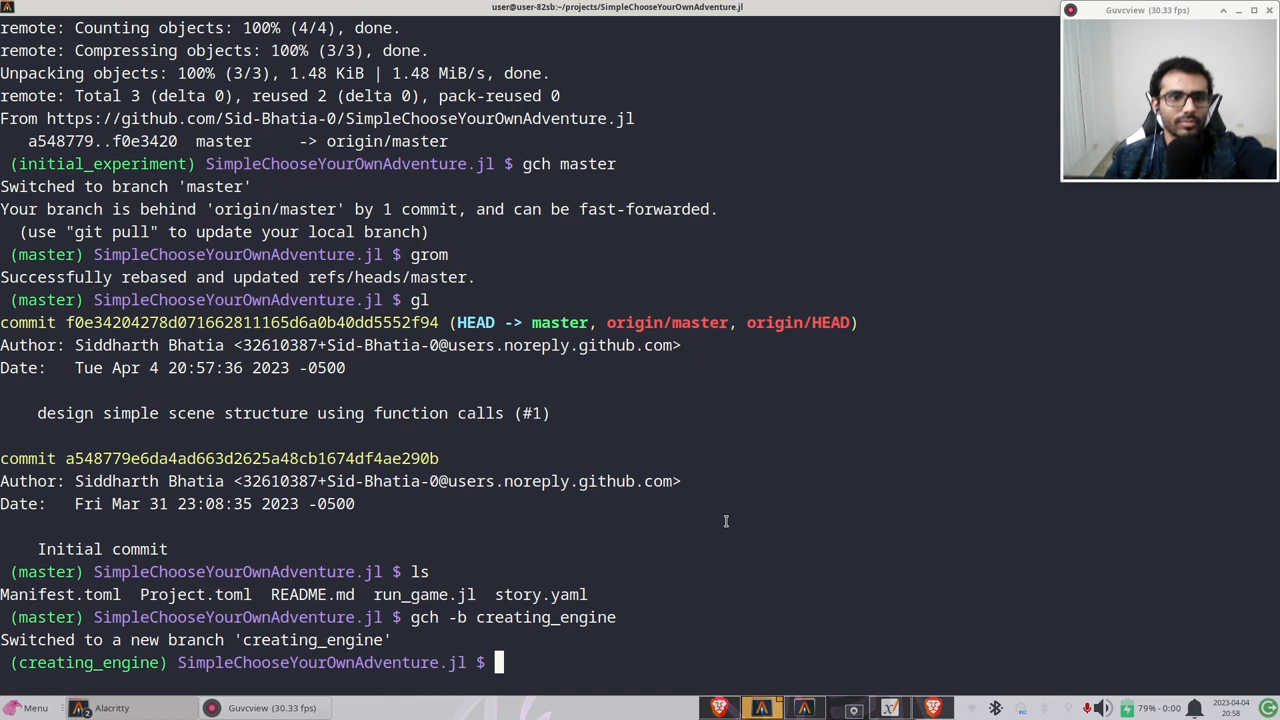 user@user-82sb:~/projects/SimpleChooseYourOwnAdventure.jl
Guvcview (30.33 fps)
remote: Counting objects: 100% (4/4), done.
remote: Compressing objects: 100% (3/3), done.
Unpacking objects: 100% (3/3), 1.48 KiB | 1.48 MiB/s, done.
remote: Total 3 (delta 0), reused 2 (delta 0), pack-reused 0
From https://github.com/Sid-Bhatia-0/SimpleChooseYourOwnAdventure.jl
a548779..f0e3420  master     -> origin/master
(initial_experiment) SimpleChooseYourOwnAdventure.jl $ gch master
Switched to branch 'master'
Your branch is behind 'origin/master' by 1 commit, and can be fast-forwarded.
(use "git pull" to update your local branch)
(master) SimpleChooseYourOwnAdventure.jl $ grom
Successfully rebased and updated refs/heads/master.
(master) SimpleChooseYourOwnAdventure.jl $ gl
commit f0e34204278d071662811165d6a0b40dd5552f94 (HEAD -> master, origin/master, origin/HEAD)
Author: Siddharth Bhatia <32610387+Sid-Bhatia-0@users.noreply.github.com>
Date:   Tue Apr 4 20:57:36 2023 -0500
design simple scene structure using function calls (#1)
commit a548779e6da4ad663d2625a48cb1674df4ae290b
Author: Siddharth Bhatia <32610387+Sid-Bhatia-0@users.noreply.github.com>
Date:   Fri Mar 31 23:08:35 2023 -0500
Initial commit
(master) SimpleChooseYourOwnAdventure.jl $ ls
Manifest.toml  Project.toml  README.md  run_game.jl  story.yaml
(master) SimpleChooseYourOwnAdventure.jl $ gch -b creating_engine
Switched to a new branch 'creating_engine'
(creating_engine) SimpleChooseYourOwnAdventure.jl $
Menu
2
Alacritty
Guvcview (30.33 fps)
79% - 0:00
2023-04-04
20:58